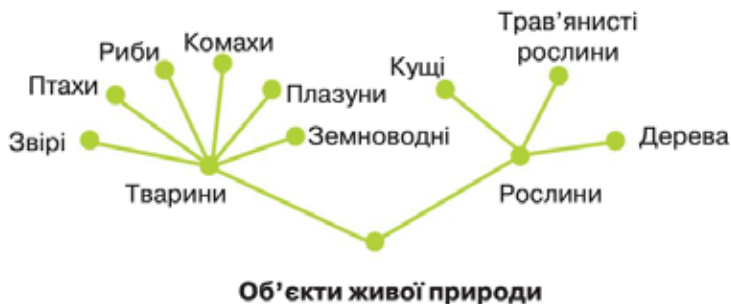 Трав’янисті
рослини
Комахи
Риби
Кущі
Птахи
Плазуни
Звірі
Земноводні
Дерева
Тварини
Рослини
Об’єкти живої природи